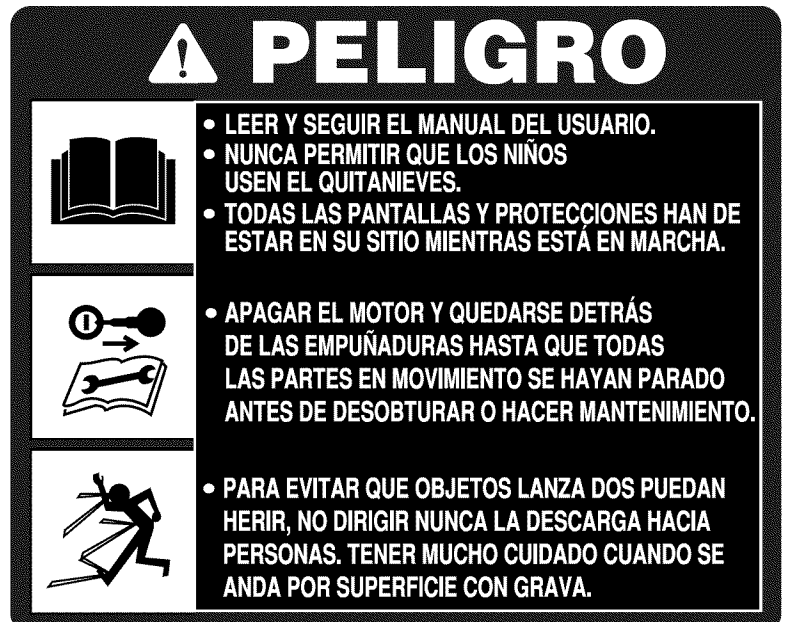 PELIGRO
• LEER Y SEGUIR EL MANUAL DEL USUARIO.
• NUNCA PERMITIR QUE LOS NIÑOS
USEN EL QUITANIEVES.
• TODAS LAS PANTALLAS Y PROTECCIONES HAN DE
ESTAR EN SU SITIO MIENTRAS ESTÁ EN MARCHA.
• APAGAR EL MOTOR Y QUEDARSE DETRÁS
DE LAS EMPUÑADURAS HASTA QUE TODAS
LAS PARTES EN MOVIMIENTO SE HAYAN PARADO
ANTES DE DESOBTURAR O HACER MANTENIMIENTO.
• PARA EVITAR QUE OBJETOS LANZA DOS PUEDAN
HERIR, NO DIRIGIR NUNCA LA DESCARGA HACIA
PERSONAS. TENER MUCHO CUIDADO CUANDO SE
ANDA POR SUPERFICIE CON GRAVA.